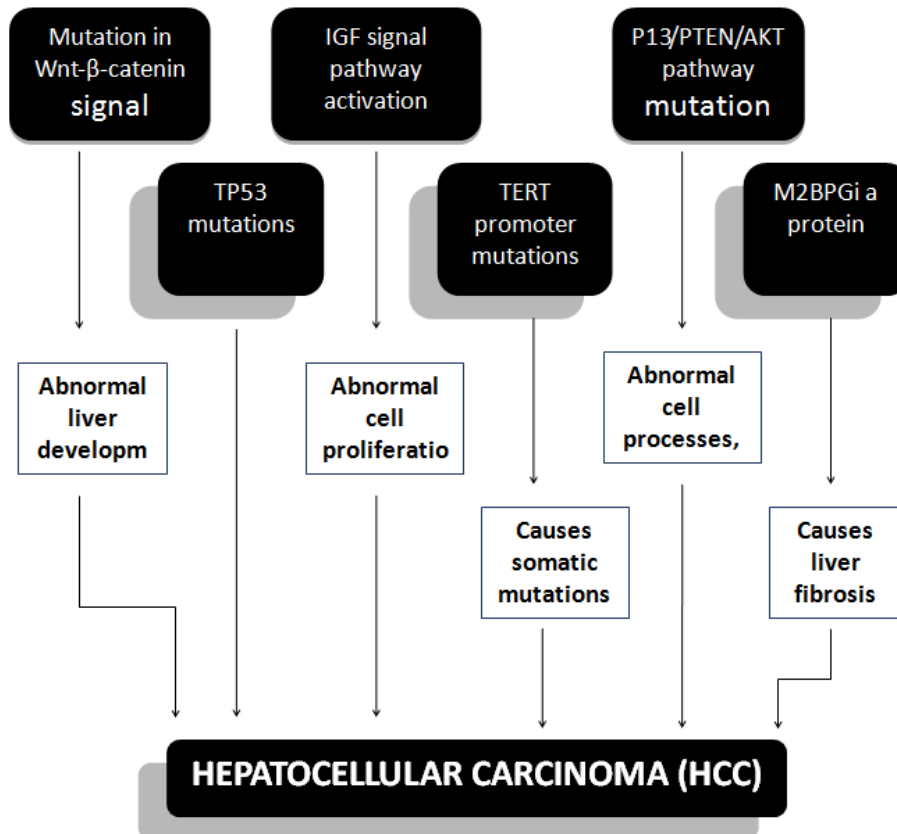 Mutation in
Wnt-β-catenin
signal
IGF signal
pathway
activation
P13/PTEN/AKT
pathway
mutation
TP53
mutations
TERT
promoter
mutations
M2BPGi a
protein
Abnormal
liver
developm
Abnormal
cell
proliferatio
Abnormal
cell
processes,
Causes
somatic
mutations
Causes
liver
fibrosis
HEPATOCELLULAR CARCINOMA (HCC)